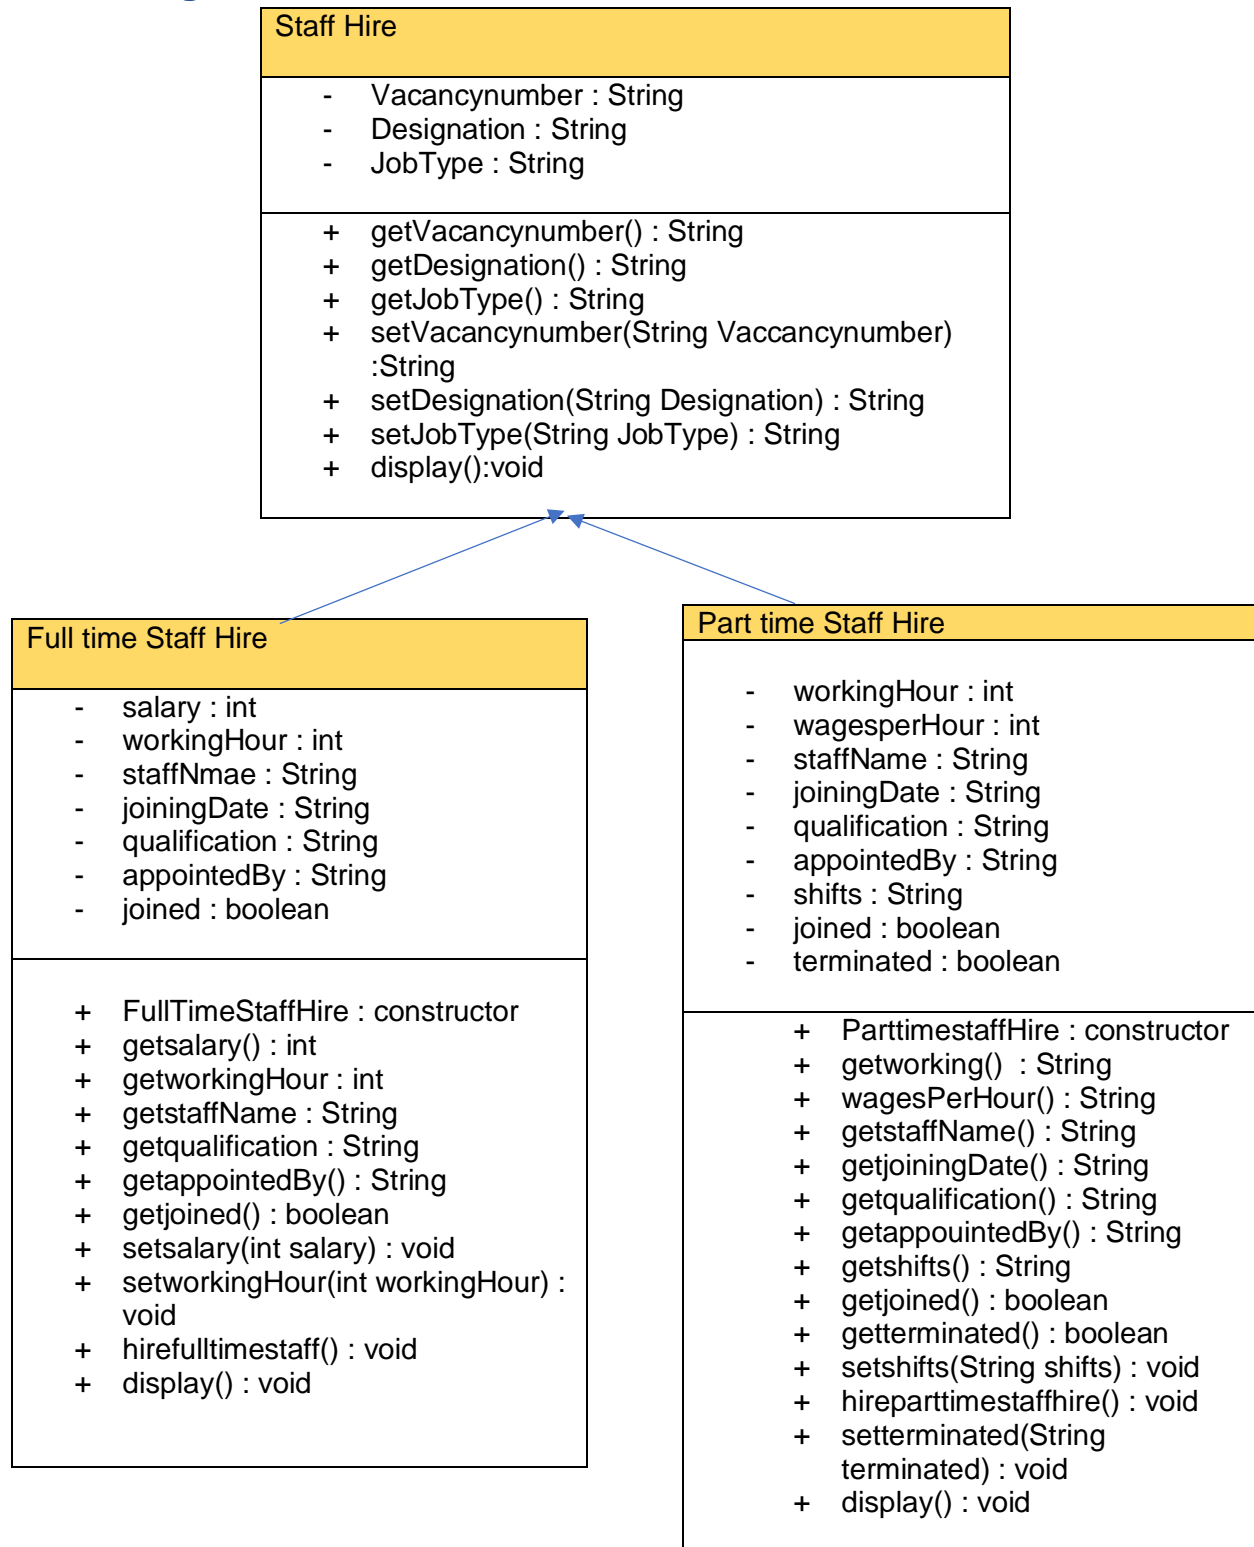 Staff Hire
- Vacancynumber : String
- Designation : String
- JobType : String
+ getVacancynumber() : String
+ getDesignation() : String
+ getJobType() : String
+ setVacancynumber(String Vaccancynumber)
:String
+ setDesignation(String Designation) : String
+ setJobType(String JobType) : String
+ display():void
Full time Staff Hire
- salary : int
- workingHour : int
- staffNmae : String
- joiningDate : String
- qualification : String
- appointedBy : String
- joined : boolean
+ FullTimeStaffHire : constructor
+ getsalary() : int
+ getworkingHour : int
+ getstaffName : String
+ getqualification : String
+ getappointedBy() : String
+ getjoined() : boolean
+ setsalary(int salary) : void
+ setworkingHour(int workingHour) :
void
+ hirefulltimestaff() : void
+ display() : void
Part time Staff Hire
- workingHour : int
- wagesperHour : int
- staffName : String
- joiningDate : String
- qualification : String
- appointedBy : String
- shifts : String
- joined : boolean
- terminated : boolean
+ ParttimestaffHire : constructor
+ getworking() : String
+ wagesPerHour() : String
+ getstaffName() : String
+ getjoiningDate() : String
+ getqualification() : String
+ getappouintedBy() : String
+ getshifts() : String
+ getjoined() : boolean
+ getterminated() : boolean
+ setshifts(String shifts) : void
+ hireparttimestaffhire() : void
+ setterminated(String
terminated) : void
+ display() : void